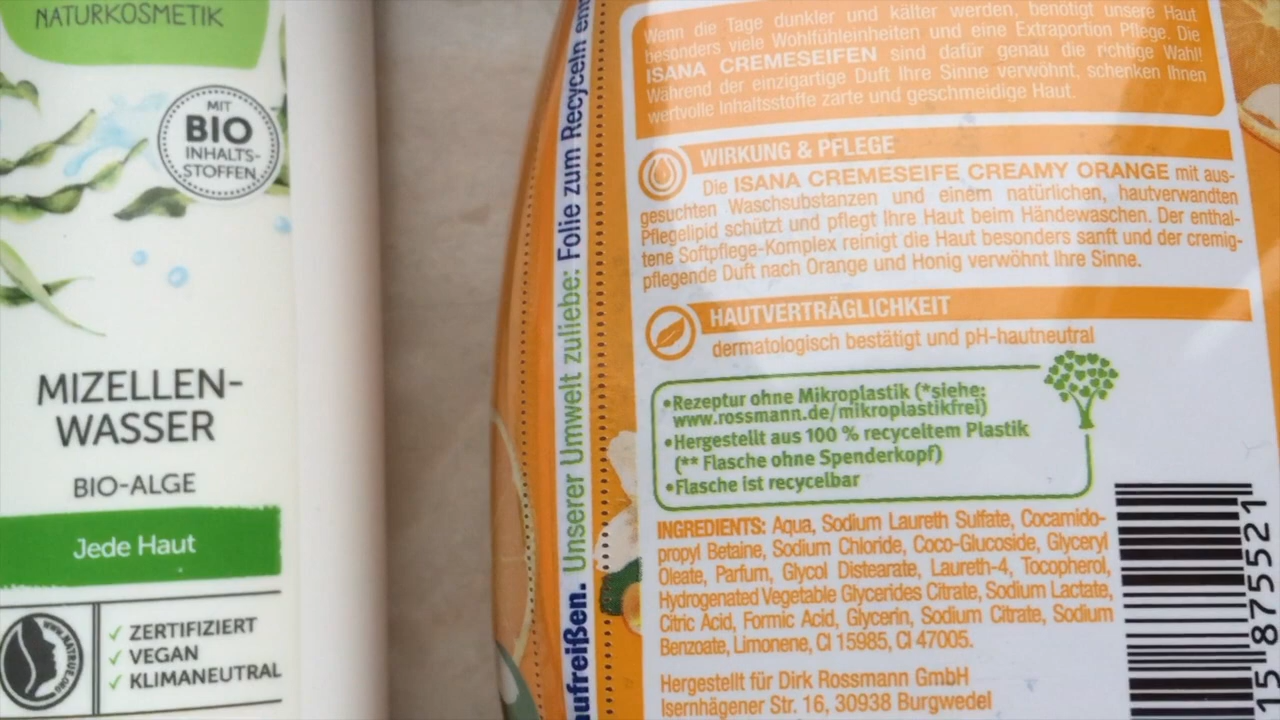 NATURKOSMETIK
MIT
BIO
INHALTS-
STOFFEN
MIZELLEN-
WASSER
BIO-ALGE
Jede Haut
WWW.NATRUE.ORG
✓ ZERTIFIZIERT
✓ VEGAN
✓ KLIMANEUTRAL
aufreißen. Unserer Umwelt zuliebe: Folie zum Recyceln
Wenn die Tage dunkler und kälter werden, benötigt unsere Haut
besonders viele Wohlfühleinheiten und eine Extraportion Pflege. Die
ISANA CREMESEIFEN sind dafür genau die richtige Wahl!
Während der einzigartige Duft Ihre Sinne verwöhnt, schenken Ihnen
wertvolle Inhaltsstoffe zarte und geschmeidige Haut.
WIRKUNG & PFLEGE
Die ISANA CREMESEIFE CREAMY ORANGE mit aus-
gesuchten Waschsubstanzen und einem natürlichen, hautverwandten
Pflegelipid schützt und pflegt Ihre Haut beim Händewaschen. Der enthal-
tene Softpflege-Komplex reinigt die Haut besonders sanft und der cremig-
pflegende Duft nach Orange und Honig verwöhnt Ihre Sinne.
HAUTVERTRÄGLICHKEIT
dermatologisch bestätigt und pH-hautneutral
•Rezeptur ohne Mikroplastik (*siehe:
www.rossmann.de/mikroplastikfrei)
•Hergestellt aus 100 % recyceltem Plastik
(** Flasche ohne Spenderkopf)
•Flasche ist recycelbar
INGREDIENTS: Aqua, Sodium Laureth Sulfate, Cocamido-
propyl Betaine, Sodium Chloride, Coco-Glucoside, Glyceryl
Oleate, Parfum, Glycol Distearate, Laureth-4, Tocopherol,
Hydrogenated Vegetable Glycerides Citrate, Sodium Lactate,
Citric Acid, Formic Acid, Glycerin, Sodium Citrate, Sodium
Benzoate, Limonene, CI 15985, CI 47005.
Hergestellt für Dirk Rossmann GmbH
Isernhägener Str. 16, 30938 Burgwedel
15875521